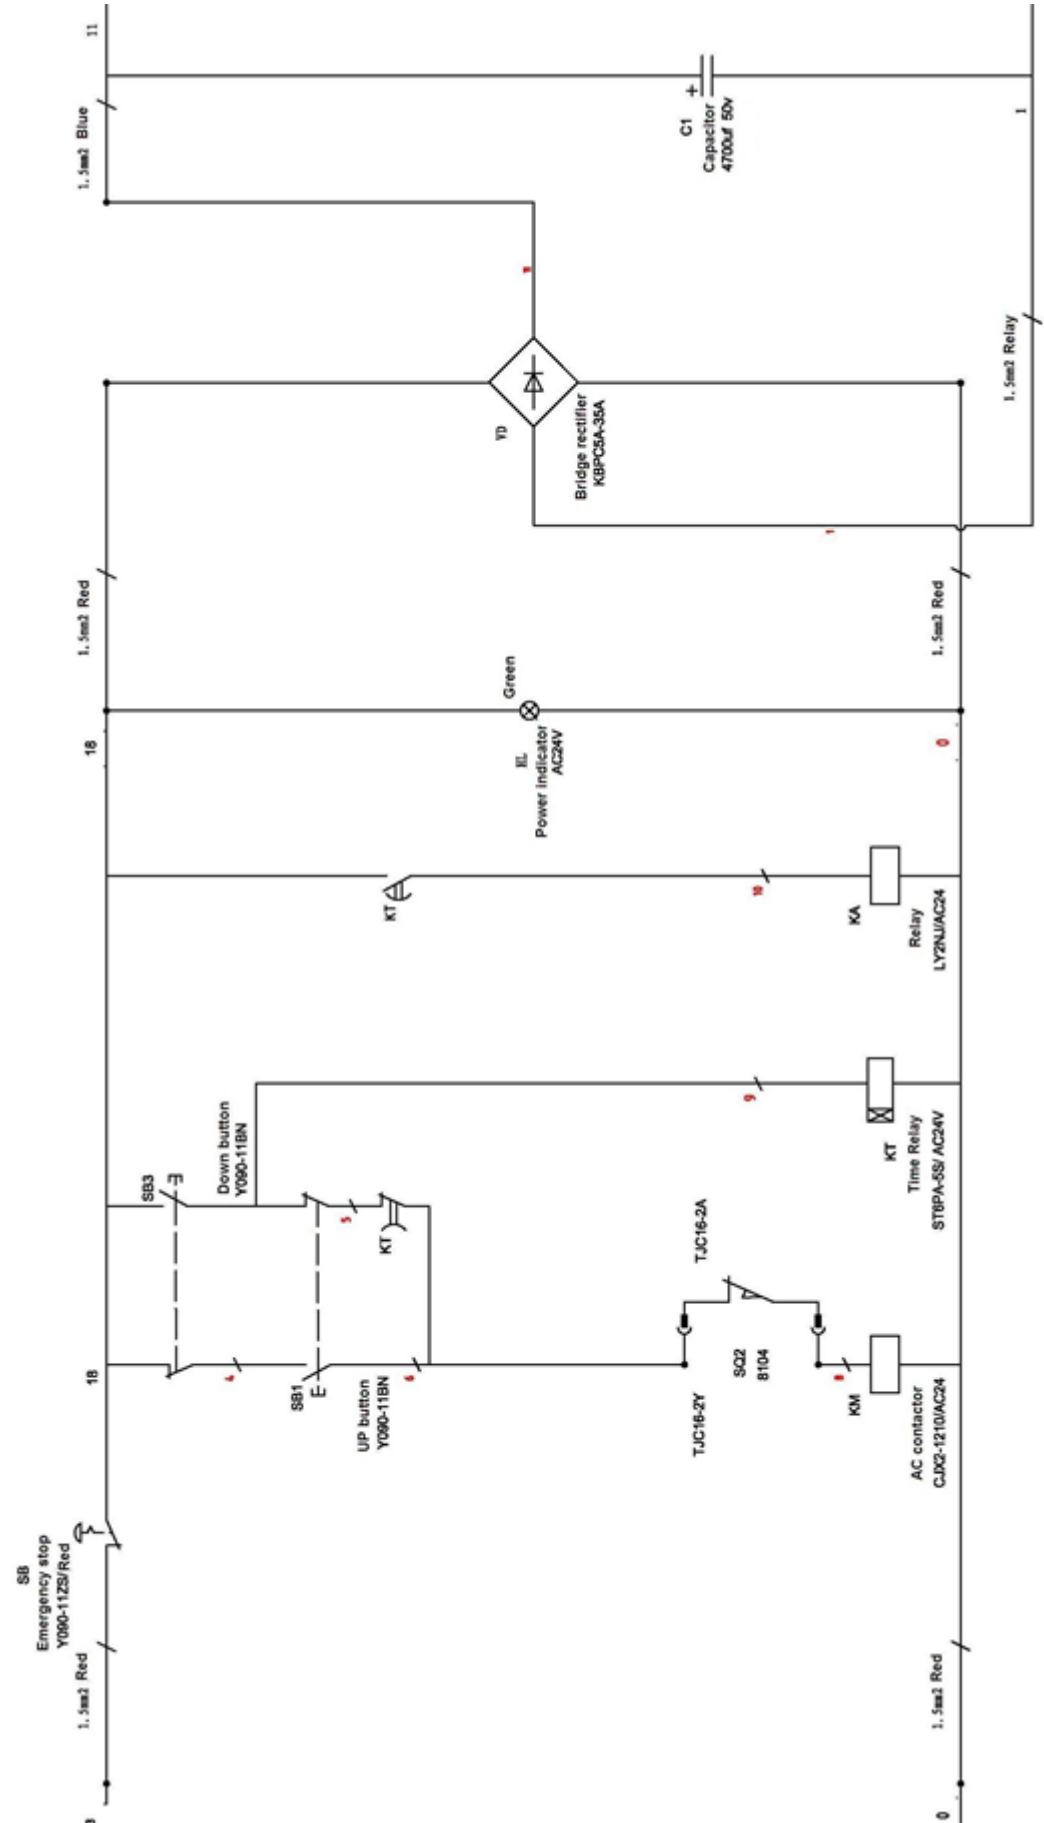 11
1.5mm2 Blue
C1
Capacitor
4700uf 50v
1
+
1.5mm2 Relay
VD
Bridge rectifier
KBPC5A-35A
1
1.5mm2 Red
1.5mm2 Red
Green
HL
Power indicator
AC24V
18
0
KT
10
KA
Relay
LY2NJ/AC24
SB3
Down button
Y090-11BN
9
KT
Time Relay
ST6PA-5S/ AC24V
5
KT
18
4
SB1
UP button
Y090-11BN
6
TJC16-2A
TJC16-2Y
SQ2
8104
8
KM
AC contactor
CJX2-1210/AC24
SB
Emergency stop
Y090-11ZS/Red
1.5mm2 Red
1.5mm2 Red
0